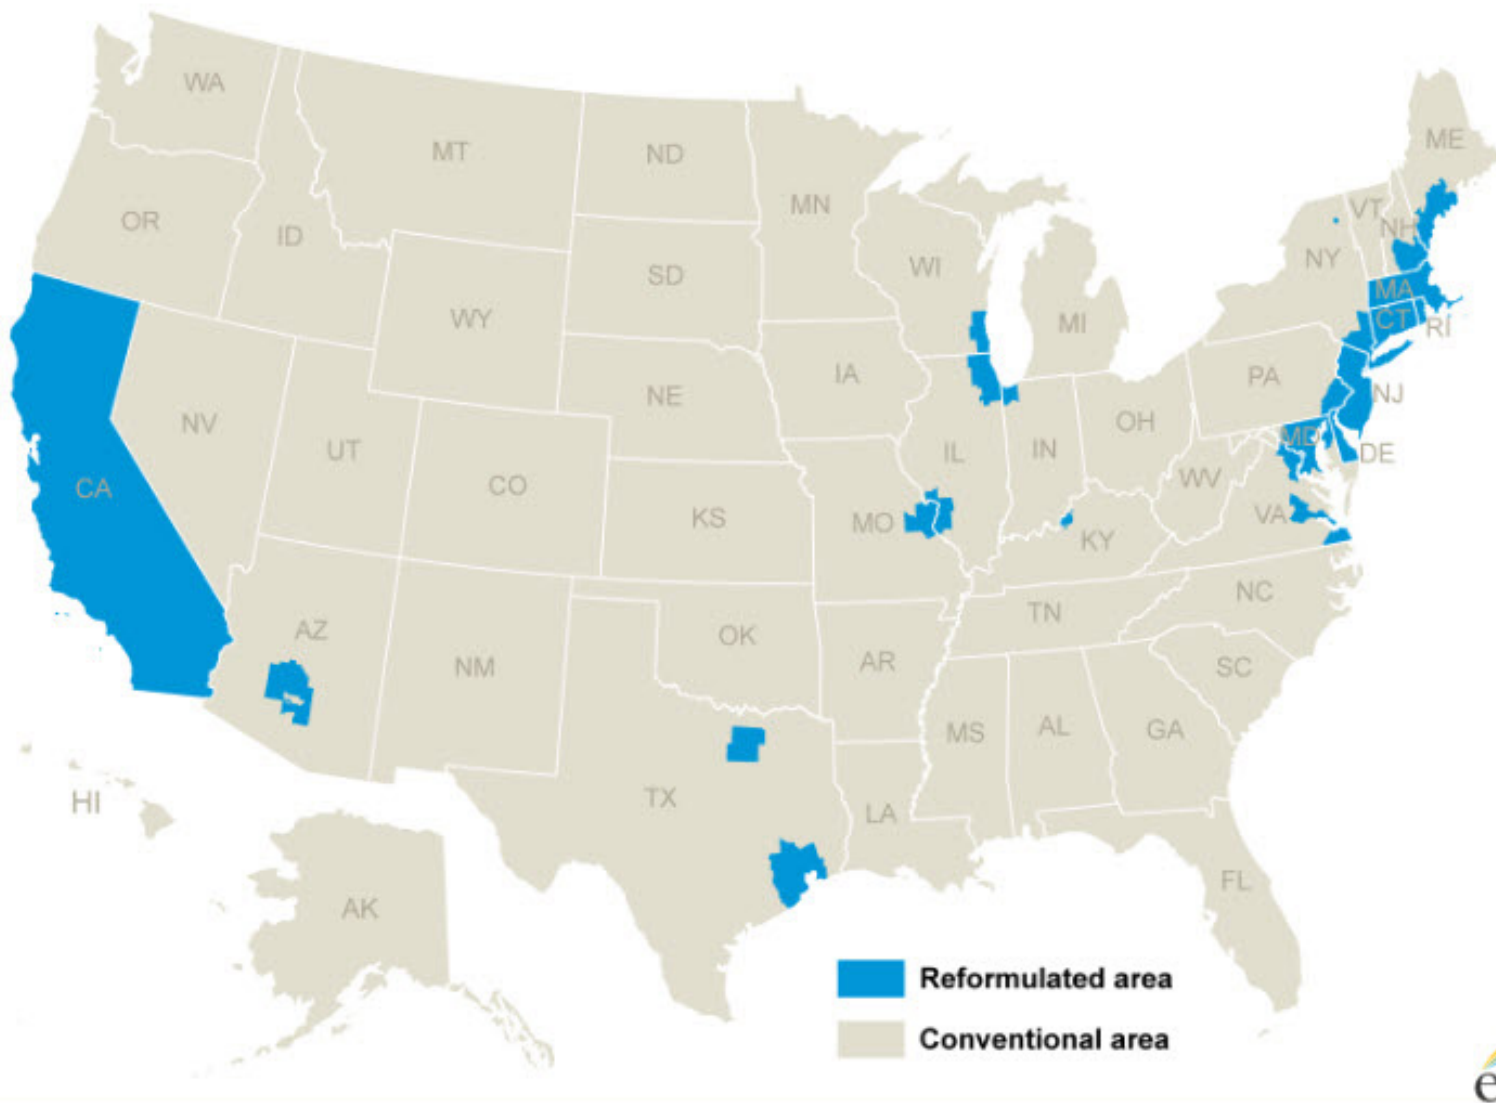 WA
MT
ND
MN
ME
OR
ID
SD
WI
MI
VT
NH
NY
MA
CT
RI
WY
IA
NE
PA
NJ
NV
UT
CO
IL
IN
OH
MD
DE
CA
KS
MO
WV
VA
KY
AZ
NM
OK
AR
TN
NC
SC
MS
AL
GA
TX
LA
HI
AK
FL
Reformulated area
Conventional area
e